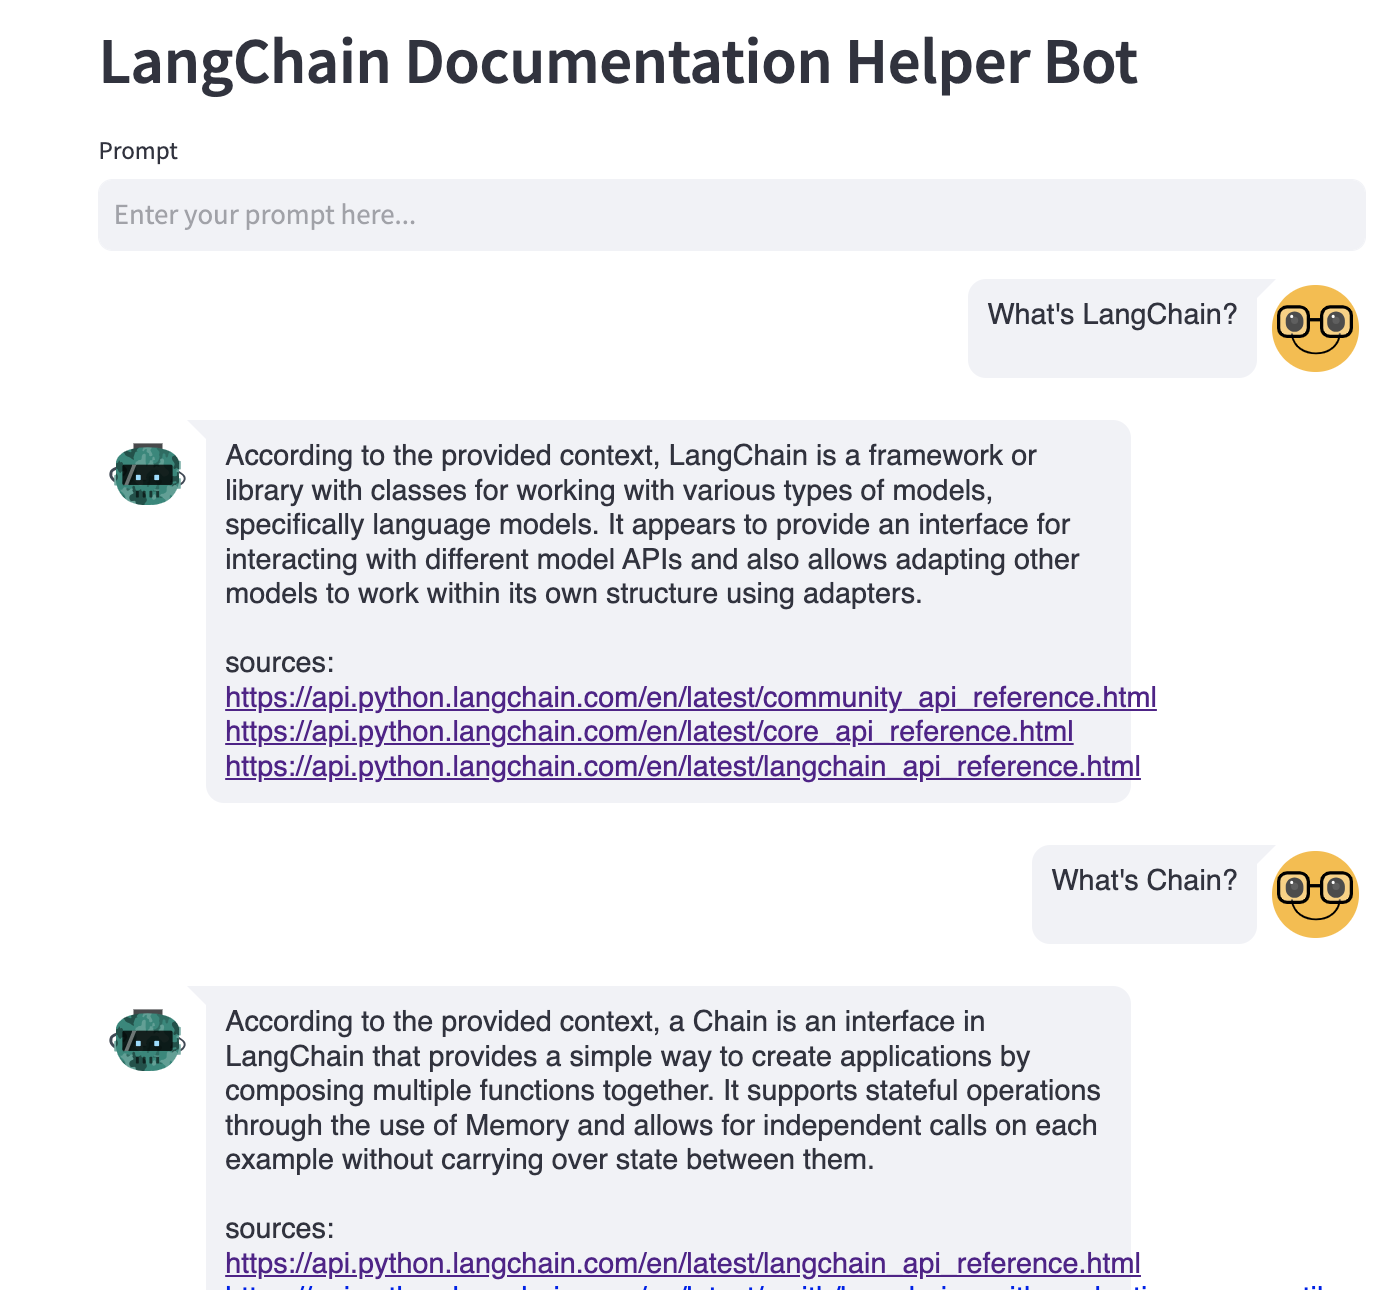 LangChain Documentation Helper Bot
Prompt
Enter your prompt here...
What's LangChain?
According to the provided context, LangChain is a framework or
library with classes for working with various types of models,
specifically language models. It appears to provide an interface for
interacting with different model APIs and also allows adapting other
models to work within its own structure using adapters.
sources:
https://api.python.langchain.com/en/latest/community_api_reference.html
https://api.python.langchain.com/en/latest/core_api_reference.html
https://api.python.langchain.com/en/latest/langchain_api_reference.html
What's Chain?
According to the provided context, a Chain is an interface in
LangChain that provides a simple way to create applications by
composing multiple functions together. It supports stateful operations
through the use of Memory and allows for independent calls on each
example without carrying over state between them.
sources:
https://api.python.langchain.com/en/latest/langchain_api_reference.html